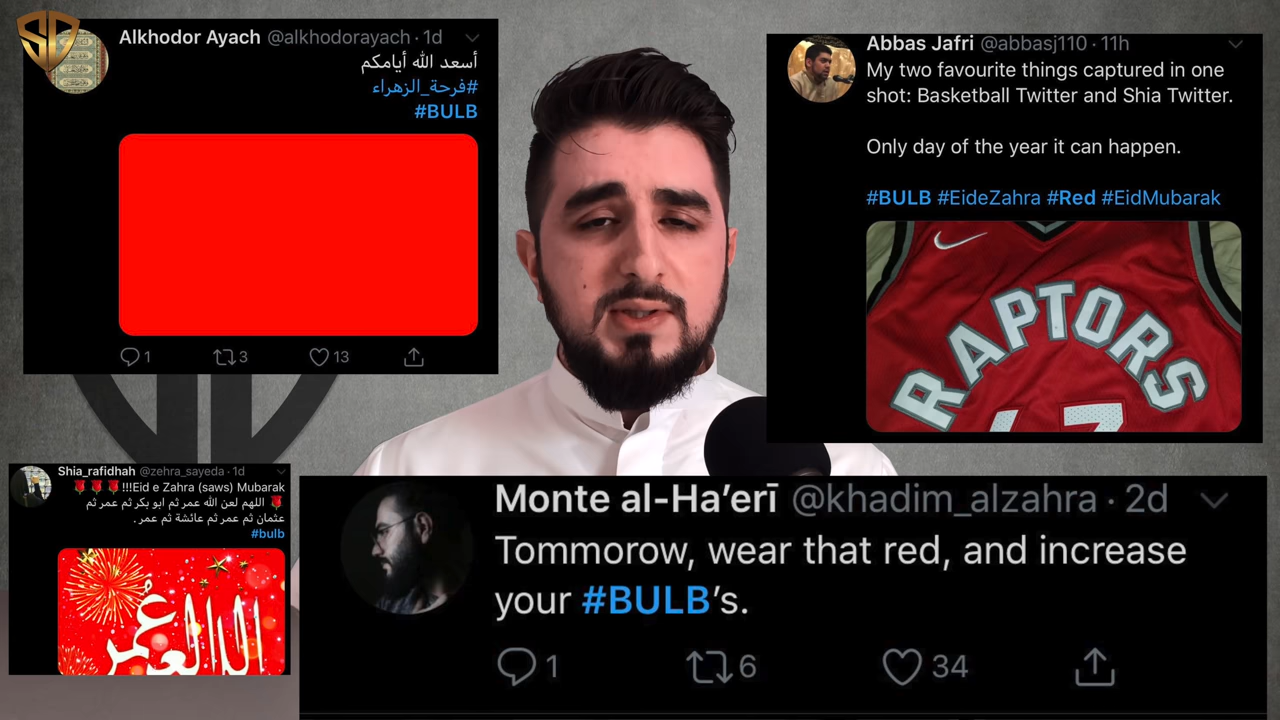 SD
Alkhodor Ayach @alkhodorayach · 1d
أسعد الله أيامكم
#فرحة_الزهراء
#BULB
1 3 13
Abbas Jafri @abbasj110 · 11h
My two favourite things captured in one
shot: Basketball Twitter and Shia Twitter.
Only day of the year it can happen.
#BULB #EideZahra #Red #EidMubarak
RAPTORS
Shia_rafidhah @zehra_sayeda · 1d
🌹🌹🌹!!!Eid e Zahra (saws) Mubarak
🌹 اللهم لعن الله عمر ثم ابو بكر ثم عمر ثم
عثمان ثم عمر ثم عائشة ثم عمر .
#bulb
عُمر
Monte al-Ha’erī @khadim_alzahra · 2d
Tommorow, wear that red, and increase
your #BULB’s.
1 6 34